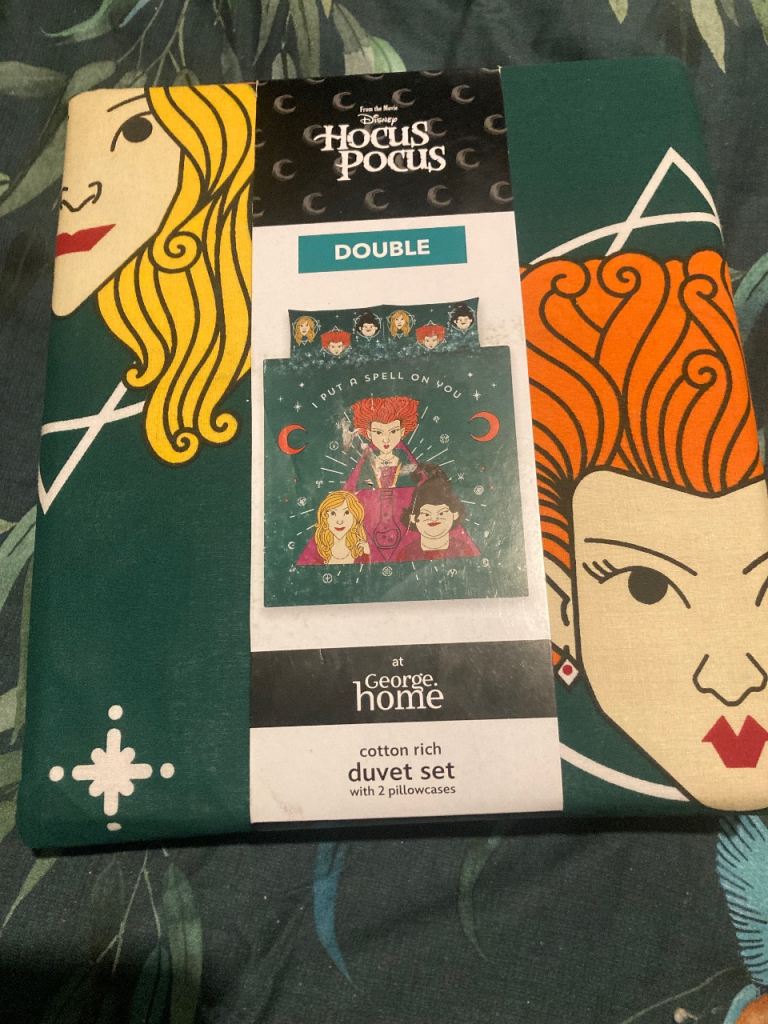 From the Movie
Disney
HOCUS
POCUS
DOUBLE
I PUT A SPELL ON YOU
at
George.
home
cotton rich
duvet set
with 2 pillowcases